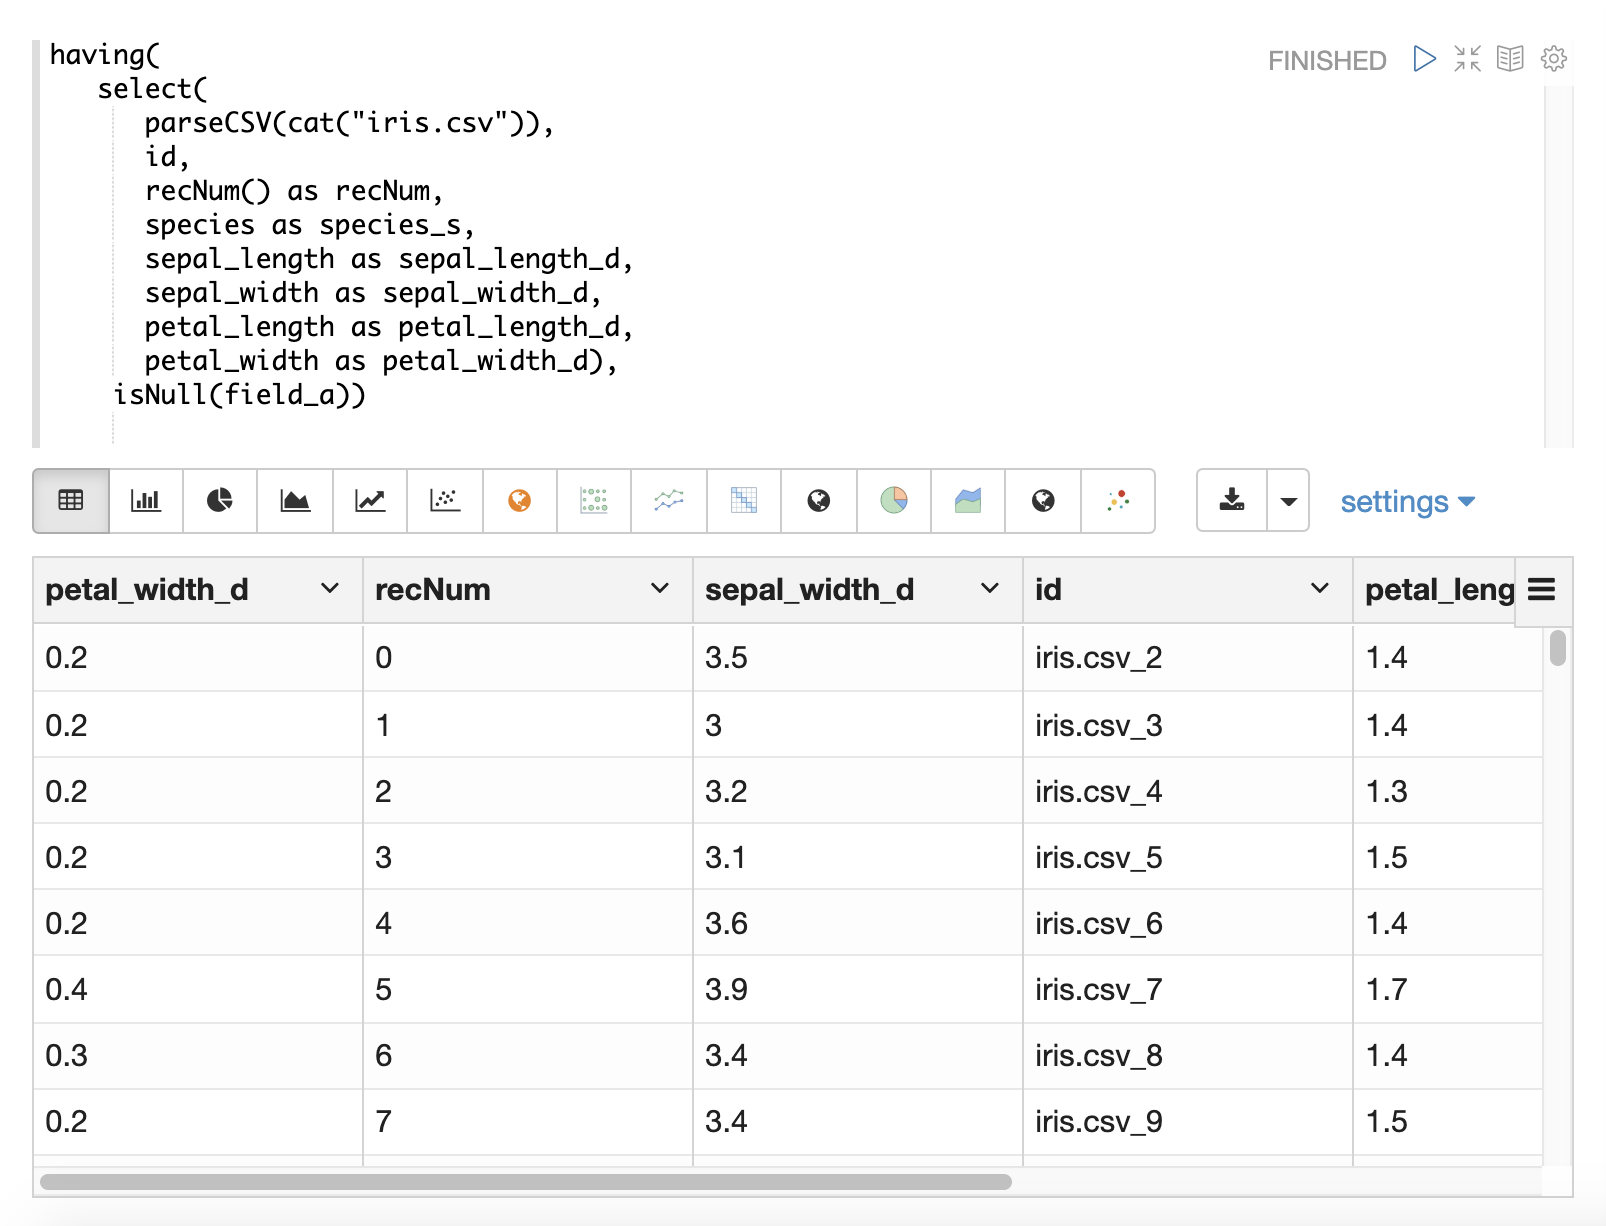 having(
select(
parseCSV(cat("iris.csv")),
id,
recNum() as recNum,
species as species_s,
sepal_length as sepal_length_d,
sepal_width as sepal_width_d,
petal_length as petal_length_d,
petal_width as petal_width_d),
isNull(field_a))
FINISHED
settings
petal_width_d recNum sepal_width_d id petal_leng
0.2 0 3.5 iris.csv_2 1.4
0.2 1 3 iris.csv_3 1.4
0.2 2 3.2 iris.csv_4 1.3
0.2 3 3.1 iris.csv_5 1.5
0.2 4 3.6 iris.csv_6 1.4
0.4 5 3.9 iris.csv_7 1.7
0.3 6 3.4 iris.csv_8 1.4
0.2 7 3.4 iris.csv_9 1.5